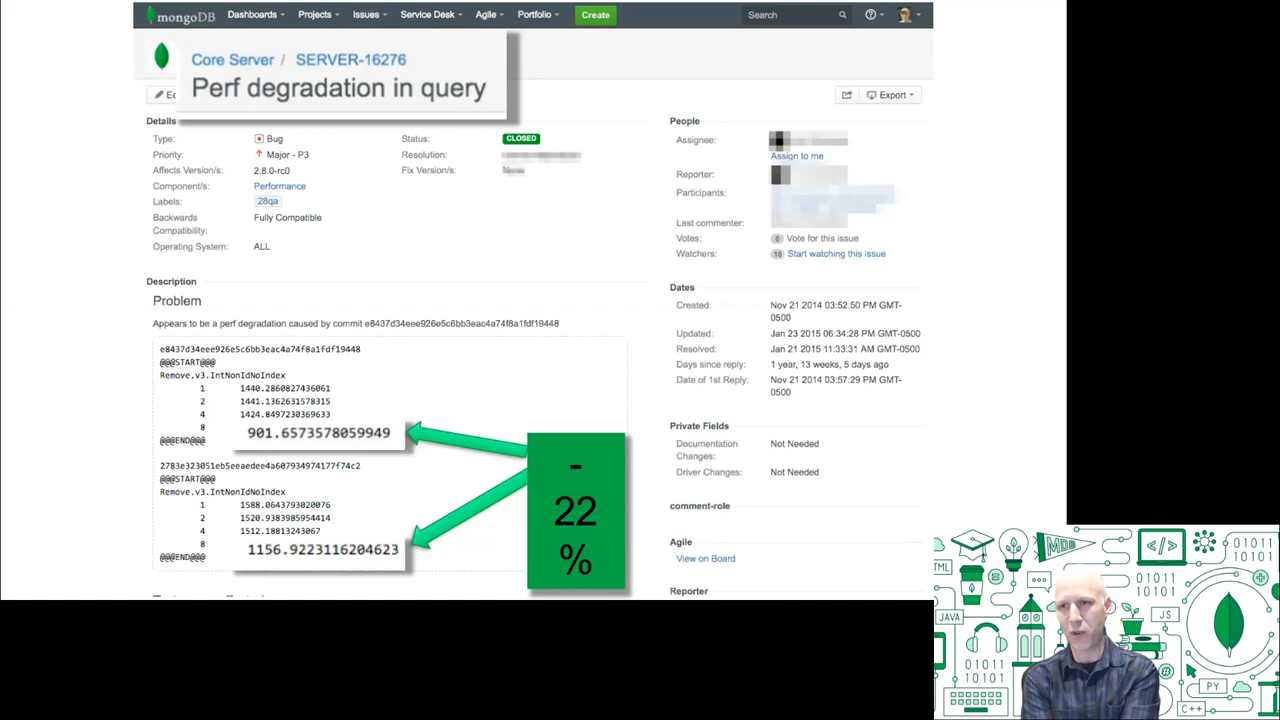 mongoDB Dashboards Projects Issues Service Desk Agile Portfolio Create Search
Core Server / SERVER-16276
Perf degradation in query
Export
Details
Type: Bug
Priority: Major - P3
Affects Version/s: 2.8.0-rc0
Component/s: Performance
Labels: 28qa
Backwards Compatibility: Fully Compatible
Operating System: ALL
Status: CLOSED
Resolution:
Fix Version/s:
Description
Problem
Appears to be a perf degradation caused by commit e8437d34eee926e5c6bb3eac4a74f8a1fdf19448
e8437d34eee926e5c6bb3eac4a74f8a1fdf19448
@@@START@@@
Remove.v3.IntNonIdNoIndex
1 1440.2860827436061
2 1441.1362631578315
4 1424.8497230369633
8 901.6573578059949
@@@END@@@
2783e323051eb5eeaedee4a607934974177f74c2
@@@START@@@
Remove.v3.IntNonIdNoIndex
1 1588.0643793020076
2 1520.9383985954414
4 1512.18813243067
8 1156.9223116204623
@@@END@@@
-
22
%
People
Assignee:
Assign to me
Reporter:
Participants:
Last commenter:
Votes: 0 Vote for this issue
Watchers: 10 Start watching this issue
Dates
Created: Nov 21 2014 03:52:50 PM GMT-
0500
Updated: Jan 23 2015 06:34:28 PM GMT-0500
Resolved: Jan 21 2015 11:33:31 AM GMT-0500
Days since reply: 1 year, 13 weeks, 5 days ago
Date of 1st Reply: Nov 21 2014 03:57:29 PM GMT-
0500
Private Fields
Documentation Changes: Not Needed
Driver Changes: Not Needed
comment-role
Agile
View on Board
Reporter
HTML
MDB
</>
01011
10101
JAVA
JS
010101
101011
PY
C++